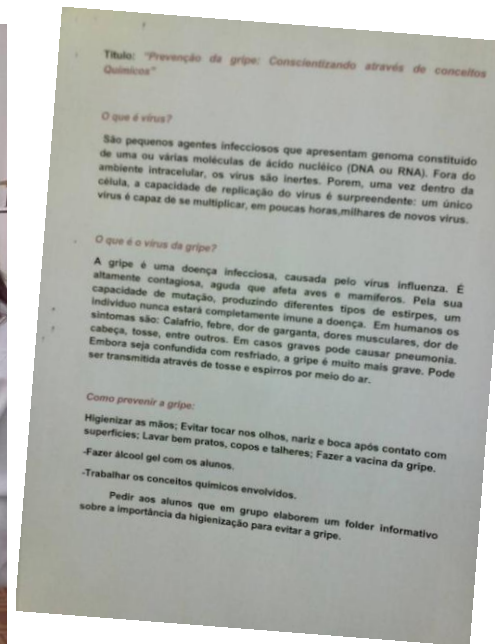 Titulo: "Prevenção da gripe: Conscientizando através de conceitos
Químicos"
O que é vírus?
São pequenos agentes infecciosos que apresentam genoma constituído
de uma ou várias moléculas de ácido nucléico (DNA ou RNA). Fora do
ambiente intracelular, os vírus são inertes. Porem, uma vez dentro da
célula, a capacidade de replicação do vírus é surpreendente: um único
vírus é capaz de se multiplicar, em poucas horas,milhares de novos vírus.
O que é o vírus da gripe?
A gripe é uma doença infecciosa, causada pelo vírus influenza. É
altamente contagiosa, aguda que afeta aves e mamíferos. Pela sua
capacidade de mutação, produzindo diferentes tipos de estirpes, um
individuo nunca estará completamente imune a doença. Em humanos os
sintomas são: Calafrio, febre, dor de garganta, dores musculares, dor de
cabeça, tosse, entre outros. Em casos graves pode causar pneumonia.
Embora seja confundida com resfriado, a gripe é muito mais grave. Pode
ser transmitida através de tosse e espirros por meio do ar.
Como prevenir a gripe:
Higienizar as mãos; Evitar tocar nos olhos, nariz e boca após contato com
superfícies; Lavar bem pratos, copos e talheres; Fazer a vacina da gripe.
-Fazer álcool gel com os alunos.
-Trabalhar os conceitos químicos envolvidos.
Pedir aos alunos que em grupo elaborem um folder informativo
sobre a importância da higienização para evitar a gripe.